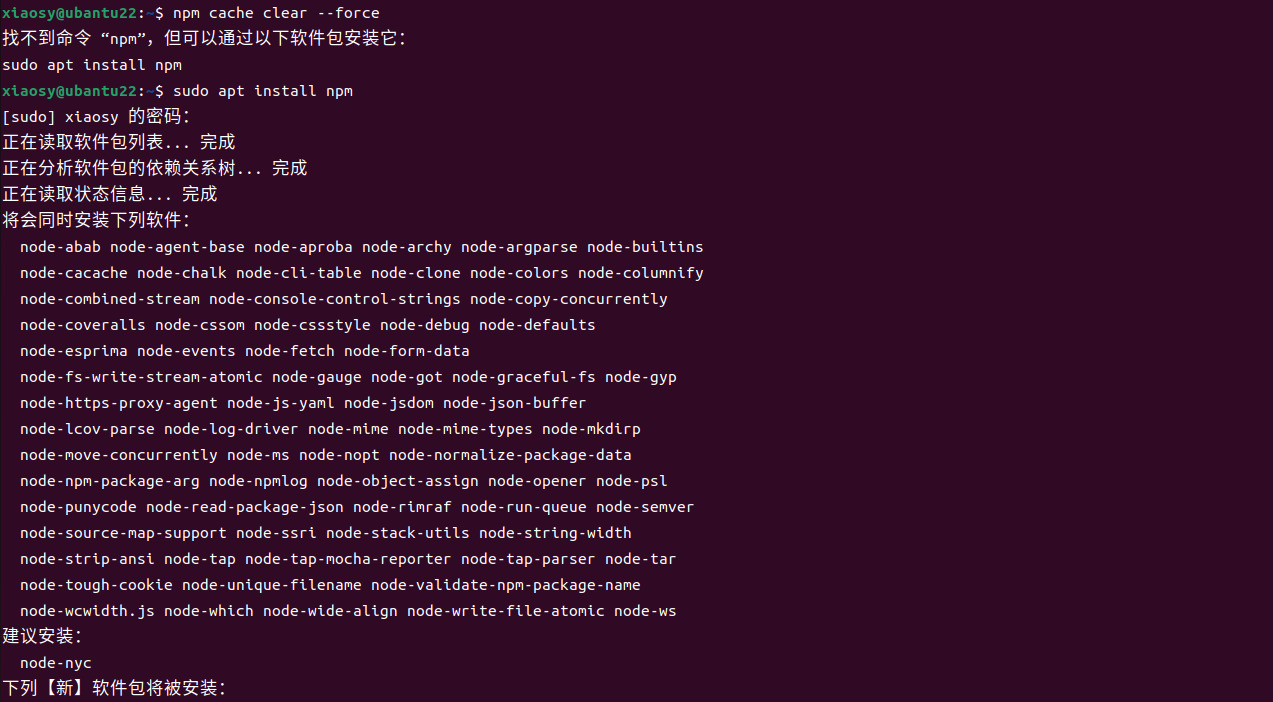 xiaosy@ubantu22:~$ npm cache clear --force
找不到命令 “npm”，但可以通过以下软件包安装它：
sudo apt install npm
xiaosy@ubantu22:~$ sudo apt install npm
[sudo] xiaosy 的密码：
正在读取软件包列表... 完成
正在分析软件包的依赖关系树... 完成
正在读取状态信息... 完成
将会同时安装下列软件：
  node-abab node-agent-base node-aproba node-archy node-argparse node-builtins
  node-cacache node-chalk node-cli-table node-clone node-colors node-columnify
  node-combined-stream node-console-control-strings node-copy-concurrently
  node-coveralls node-cssom node-cssstyle node-debug node-defaults
  node-esprima node-events node-fetch node-form-data
  node-fs-write-stream-atomic node-gauge node-got node-graceful-fs node-gyp
  node-https-proxy-agent node-js-yaml node-jsdom node-json-buffer
  node-lcov-parse node-log-driver node-mime node-mime-types node-mkdirp
  node-move-concurrently node-ms node-nopt node-normalize-package-data
  node-npm-package-arg node-npmlog node-object-assign node-opener node-psl
  node-punycode node-read-package-json node-rimraf node-run-queue node-semver
  node-source-map-support node-ssri node-stack-utils node-string-width
  node-strip-ansi node-tap node-tap-mocha-reporter node-tap-parser node-tar
  node-tough-cookie node-unique-filename node-validate-npm-package-name
  node-wcwidth.js node-which node-wide-align node-write-file-atomic node-ws
建议安装：
  node-nyc
下列【新】软件包将被安装：